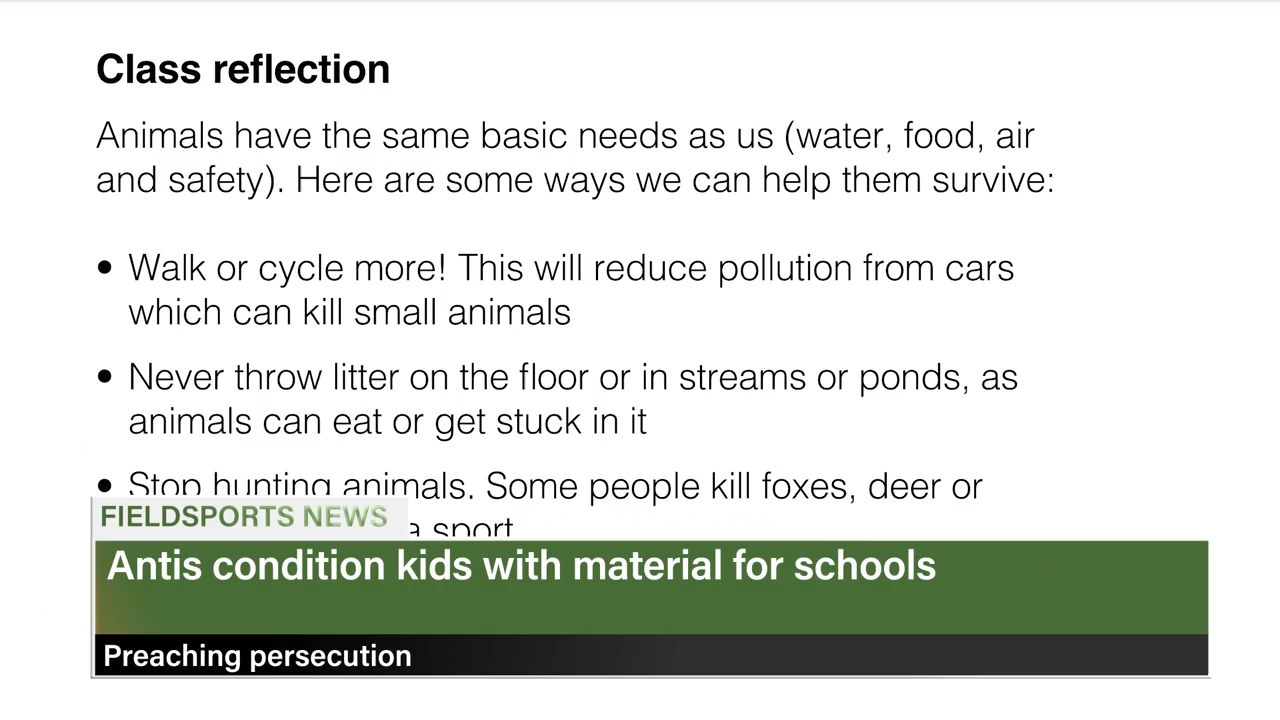 Class reflection
Animals have the same basic needs as us (water, food, air
and safety). Here are some ways we can help them survive:
• Walk or cycle more! This will reduce pollution from cars
which can kill small animals
• Never throw litter on the floor or in streams or ponds, as
animals can eat or get stuck in it
• Stop hunting animals. Some people kill foxes, deer or
a sport
FIELDSPORTS NEWS
Antis condition kids with material for schools
Preaching persecution